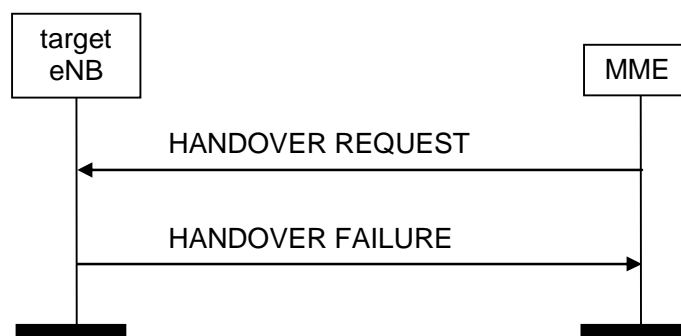 target
eNB
MME
HANDOVER REQUEST
HANDOVER FAILURE